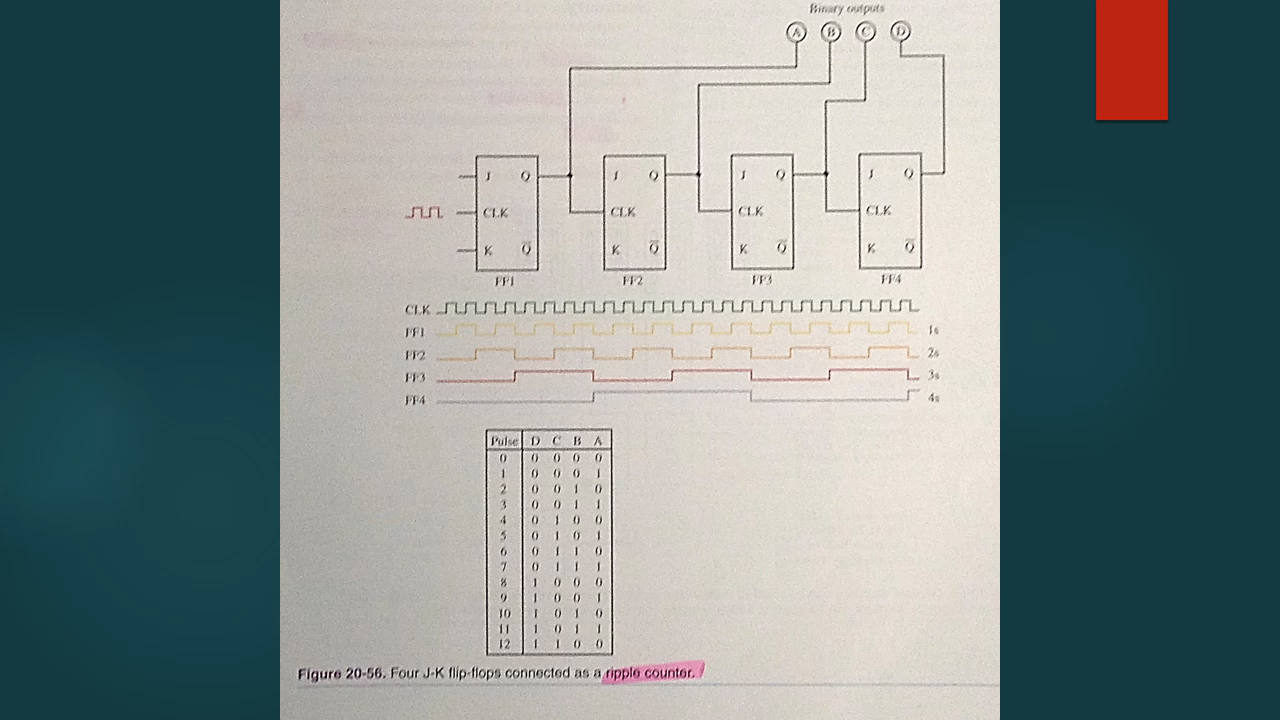 Binary outputs
A B C D
J Q J Q J Q J Q
CLK CLK CLK CLK
K Q̅ K Q̅ K Q̅ K Q̅
FF1 FF2 FF3 FF4
CLK
FF1 1s
FF2 2s
FF3 3s
FF4 4s
Pulse D C B A
0 0 0 0 0
1 0 0 0 1
2 0 0 1 0
3 0 0 1 1
4 0 1 0 0
5 0 1 0 1
6 0 1 1 0
7 0 1 1 1
8 1 0 0 0
9 1 0 0 1
10 1 0 1 0
11 1 0 1 1
12 1 1 0 0
Figure 20-56. Four J-K flip-flops connected as a ripple counter.